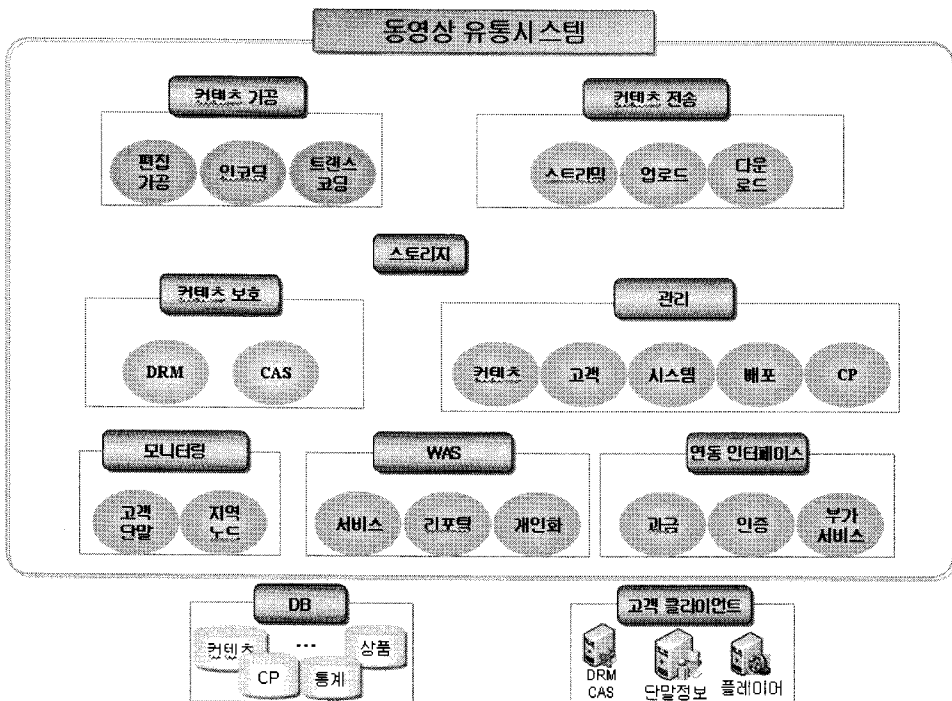 동영상 유통시스템
컨텐츠 가공
컨텐츠 전송
편집
가공
인코딩
트랜스
코딩
스트리밍
업로드
다운
로드
스토리지
컨텐츠 보호
관리
DRM
CAS
컨텐츠
고객
시스템
배포
CP
모니터링
WAS
연동 인터페이스
고객
단말
지역
노드
서비스
리포팅
개인화
과금
인증
부가
서비스
DB
고객 클라이언트
컨텐츠
...
상품
CP
통계
DRM
CAS
단말정보
플레이어